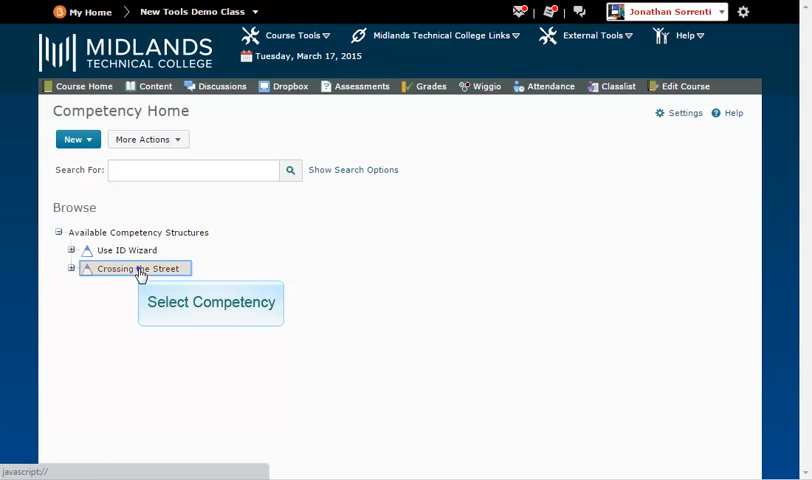 My Home
New Tools Demo Class
Jonathan Sorrenti
MIDLANDS
TECHNICAL COLLEGE
Course Tools
Midlands Technical College Links
External Tools
Help
Tuesday, March 17, 2015
Course Home
Content
Discussions
Dropbox
Assessments
Grades
Wiggio
Attendance
Classlist
Edit Course
Competency Home
Settings
Help
New
More Actions
Search For:
Show Search Options
Browse
Available Competency Structures
Use ID Wizard
Crossing the Street
Select Competency
javascript://